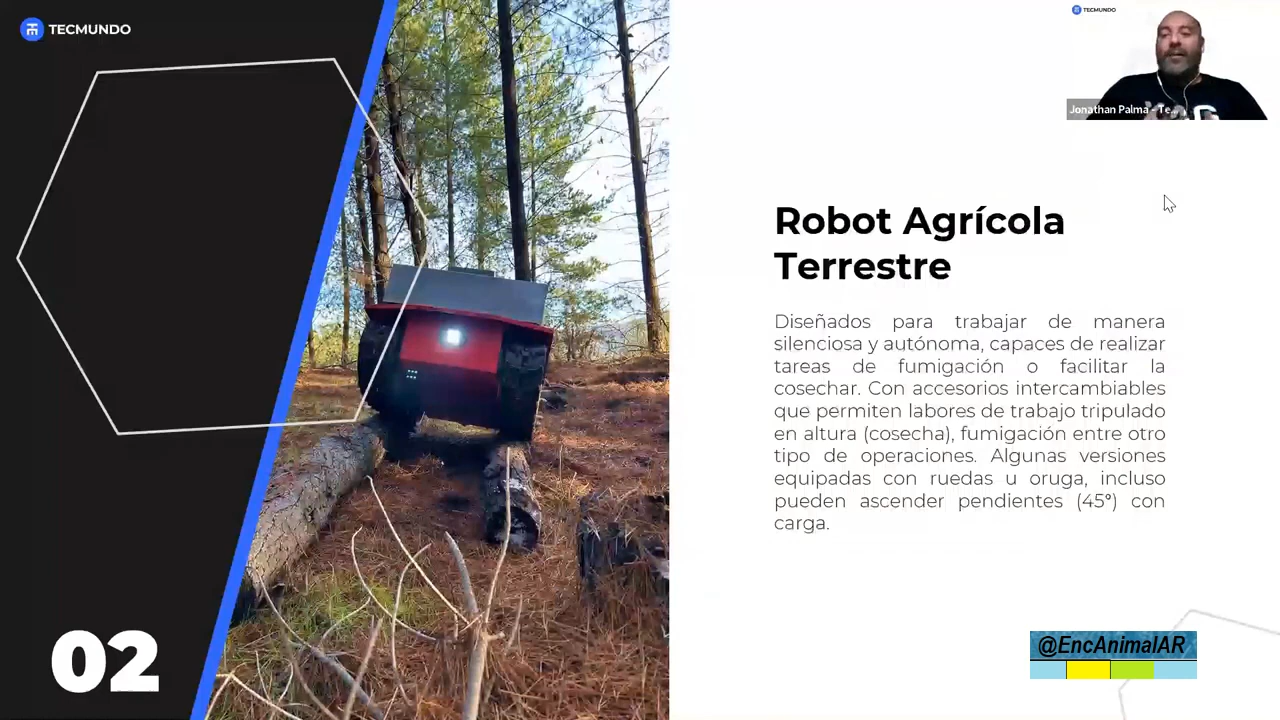 TECMUNDO
TECMUNDO
Jonathan Palma - Te...
Robot Agrícola
Terrestre
Diseñados para trabajar de manera
silenciosa y autónoma, capaces de realizar
tareas de fumigación o facilitar la
cosechar. Con accesorios intercambiables
que permiten labores de trabajo tripulado
en altura (cosecha), fumigación entre otro
tipo de operaciones. Algunas versiones
equipadas con ruedas u oruga, incluso
pueden ascender pendientes (45°) con
carga.
02
@EncAnimalAR